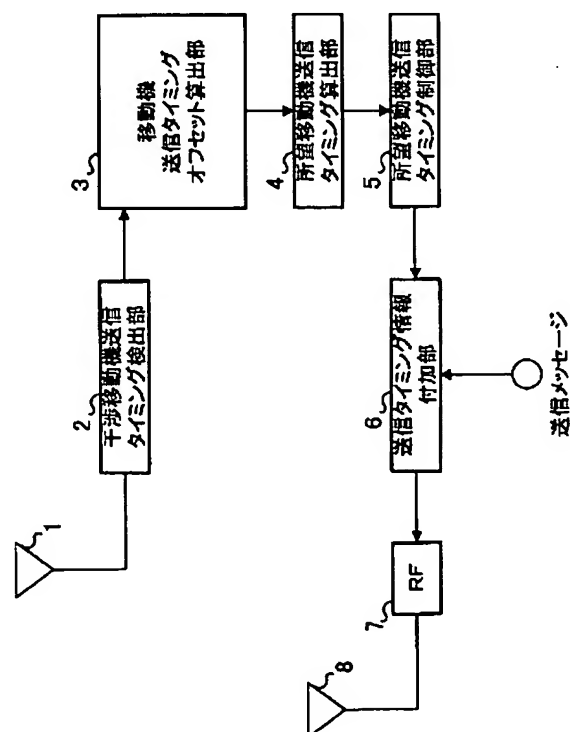 1
2
干渉移動機送信
タイミング検出部
3
移動機
送信タイミング
オフセット算出部
4
所望移動機送信
タイミング算出部
5
所望移動機送信
タイミング制御部
6
送信タイミング情報
付加部
送信メッセージ
7
RF
8